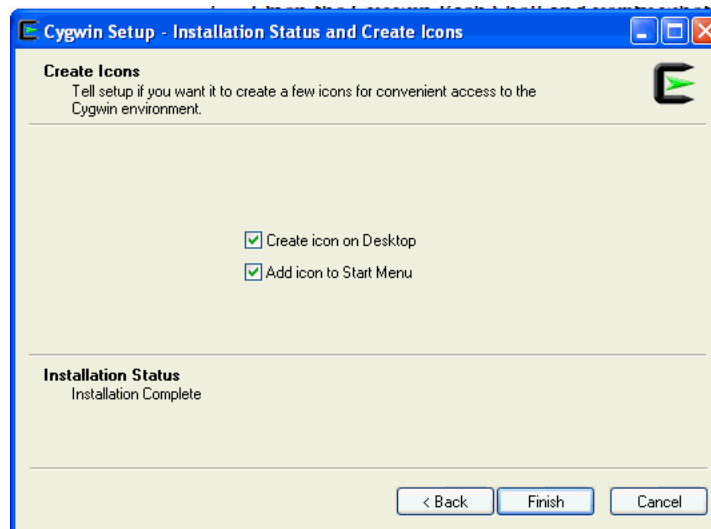 Cygwin Setup - Installation Status and Create Icons
Create Icons
Tell setup if you want it to create a few icons for convenient access to the
Cygwin environment.
Create icon on Desktop
Add icon to Start Menu
Installation Status
Installation Complete
< Back Finish Cancel